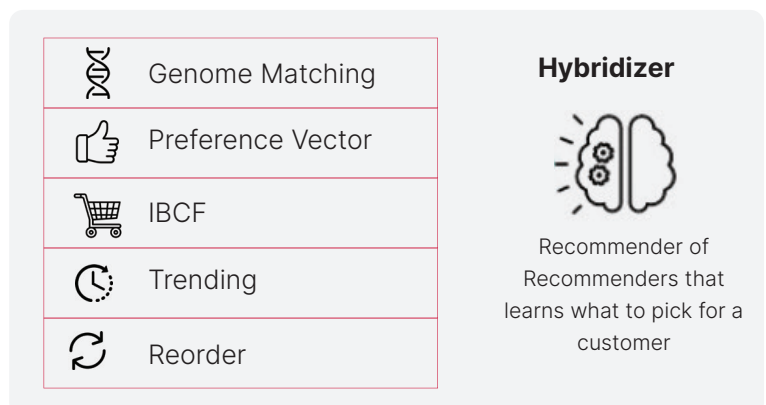 Genome Matching
Preference Vector
IBCF
Trending
Reorder
Hybridizer
Recommender of
Recommenders that
learns what to pick for a
customer